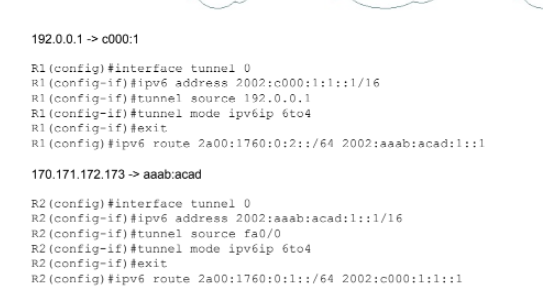 192.0.0.1 -> c000:1
R1(config)#interface tunnel 0
R1(config-if)#ipv6 address 2002:c000:1:1::1/16
R1(config-if)#tunnel source 192.0.0.1
R1(config-if)#tunnel mode ipv6ip 6to4
R1(config-if)#exit
R1(config)#ipv6 route 2a00:1760:0:2::/64 2002:aaab:acad:1::1
170.171.172.173 -> aaab:acad
R2(config)#interface tunnel 0
R2(config-if)#ipv6 address 2002:aaab:acad:1::1/16
R2(config-if)#tunnel source fa0/0
R2(config-if)#tunnel mode ipv6ip 6to4
R2(config-if)#exit
R2(config)#ipv6 route 2a00:1760:0:1::/64 2002:c000:1:1::1